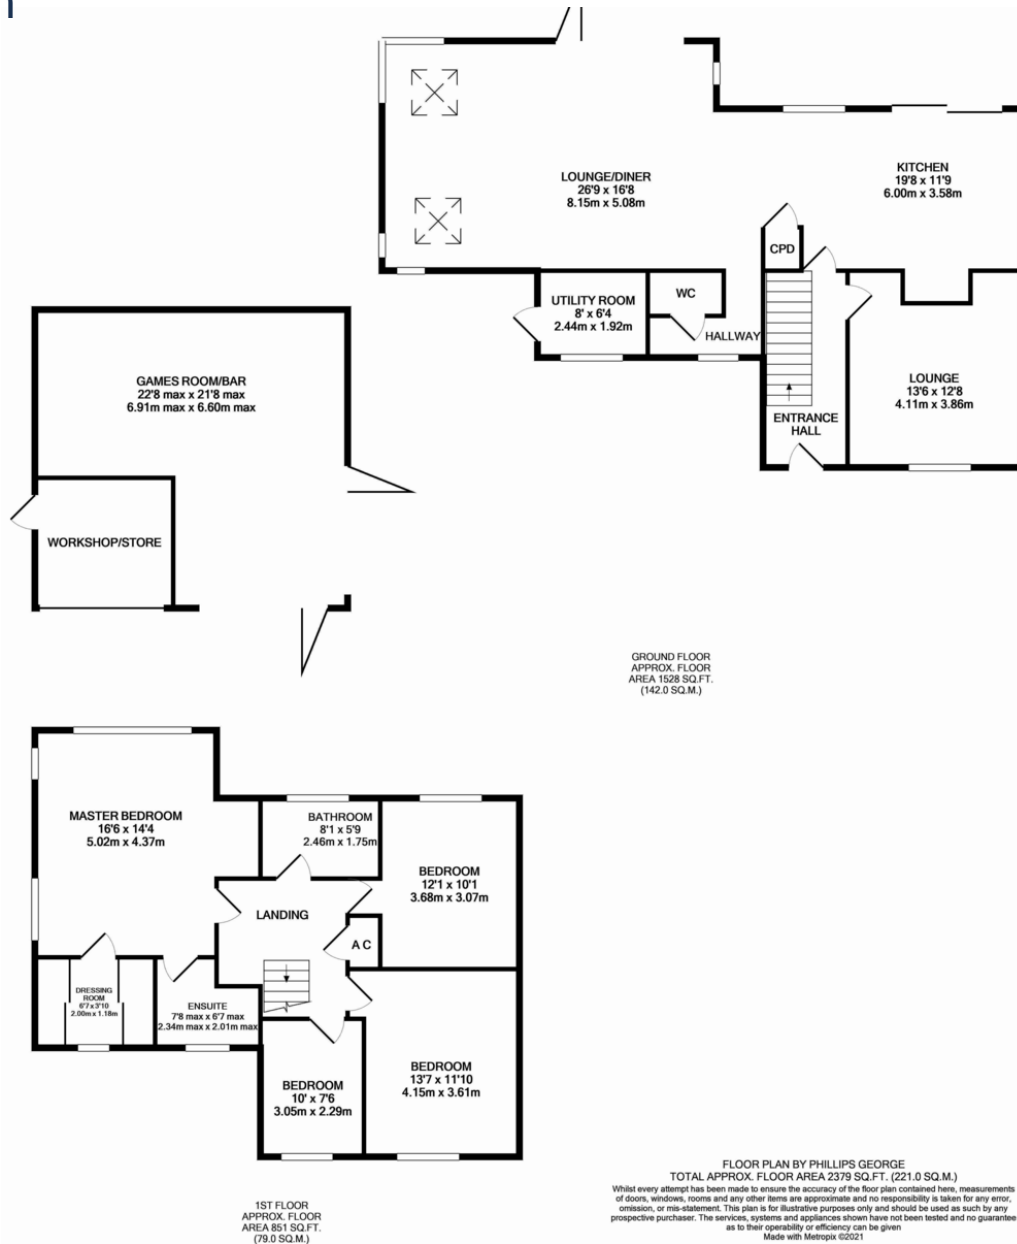 KITCHEN
19'8 x 11'9
6.00m x 3.58m
LOUNGE/DINER
26'9 x 16'8
8.15m x 5.08m
CPD
WC
UTILITY ROOM
8' x 6'4
2.44m x 1.92m
HALLWAY
LOUNGE
13'6 x 12'8
4.11m x 3.86m
ENTRANCE
HALL
GAMES ROOM/BAR
22'8 max x 21'8 max
6.91m max x 6.60m max
WORKSHOP/STORE
GROUND FLOOR
APPROX. FLOOR
AREA 1528 SQ.FT.
(142.0 SQ.M.)
MASTER BEDROOM
16'6 x 14'4
5.02m x 4.37m
BATHROOM
8'1 x 5'9
2.46m x 1.75m
BEDROOM
12'1 x 10'1
3.68m x 3.07m
LANDING
A C
DRESSING
ROOM
6'7 x 3'10
2.00m x 1.18m
ENSUITE
7'8 max x 6'7 max
2.34m max x 2.01m max
BEDROOM
13'7 x 11'10
4.15m x 3.61m
BEDROOM
10' x 7'6
3.05m x 2.29m
1ST FLOOR
APPROX. FLOOR
AREA 851 SQ.FT.
(79.0 SQ.M.)
FLOOR PLAN BY PHILLIPS GEORGE
TOTAL APPROX. FLOOR AREA 2379 SQ.FT. (221.0 SQ.M.)
Whilst every attempt has been made to ensure the accuracy of the floor plan contained here, measurements
of doors, windows, rooms and any other items are approximate and no responsibility is taken for any error,
omission, or mis-statement. This plan is for illustrative purposes only and should be used as such by any
prospective purchaser. The services, systems and appliances shown have not been tested and no guarantee
as to their operability or efficiency can be given
Made with Metropix ©2021